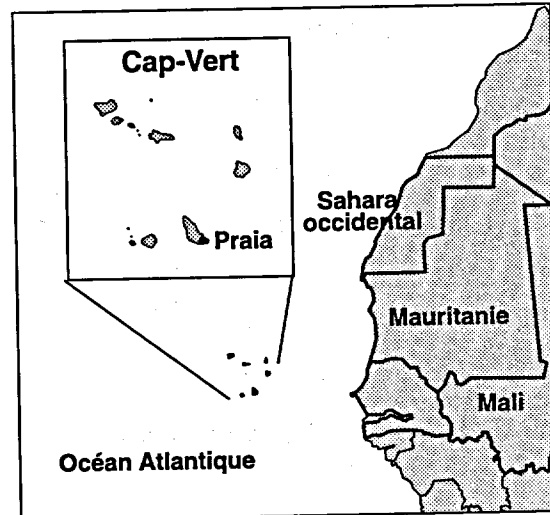 Cap-Vert
Praia
Sahara
occidental
Mauritanie
Mali
Océan Atlantique